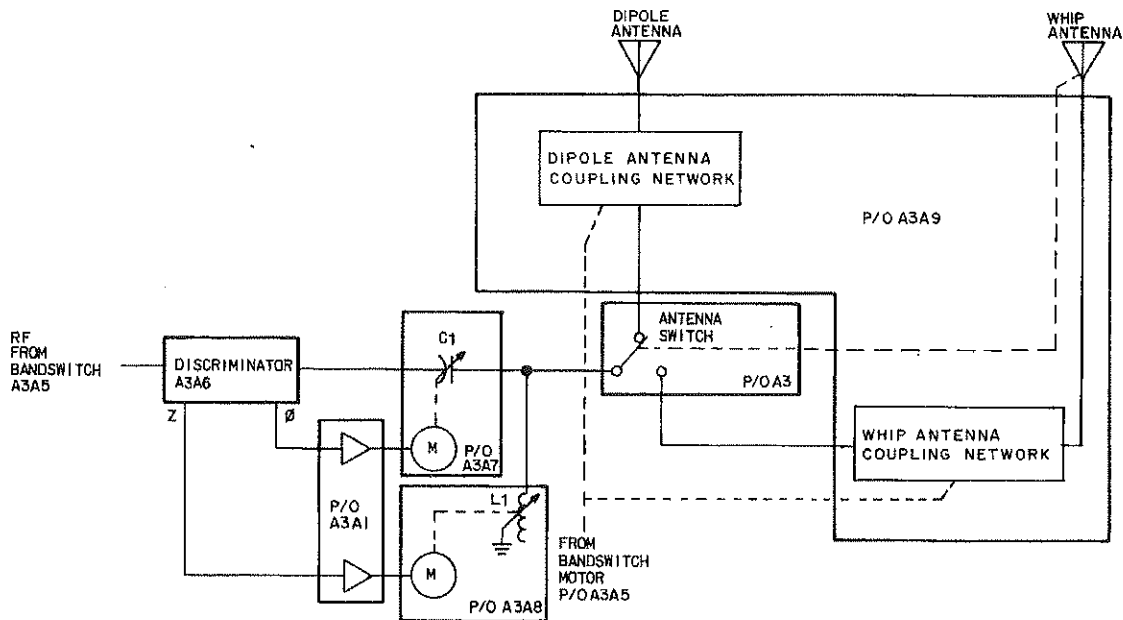 DIPOLE
ANTENNA
WHIP
ANTENNA
DIPOLE ANTENNA
COUPLING NETWORK
P/O A3A9
RF
FROM
BANDSWITCH
A3A5
DISCRIMINATOR
A3A6
Z
Ø
C1
M
P/O
A3A7
ANTENNA
SWITCH
P/O A3
WHIP ANTENNA
COUPLING NETWORK
P/O
A3A1
L1
M
P/O A3A8
FROM
BANDSWITCH
MOTOR
P/O A3A5